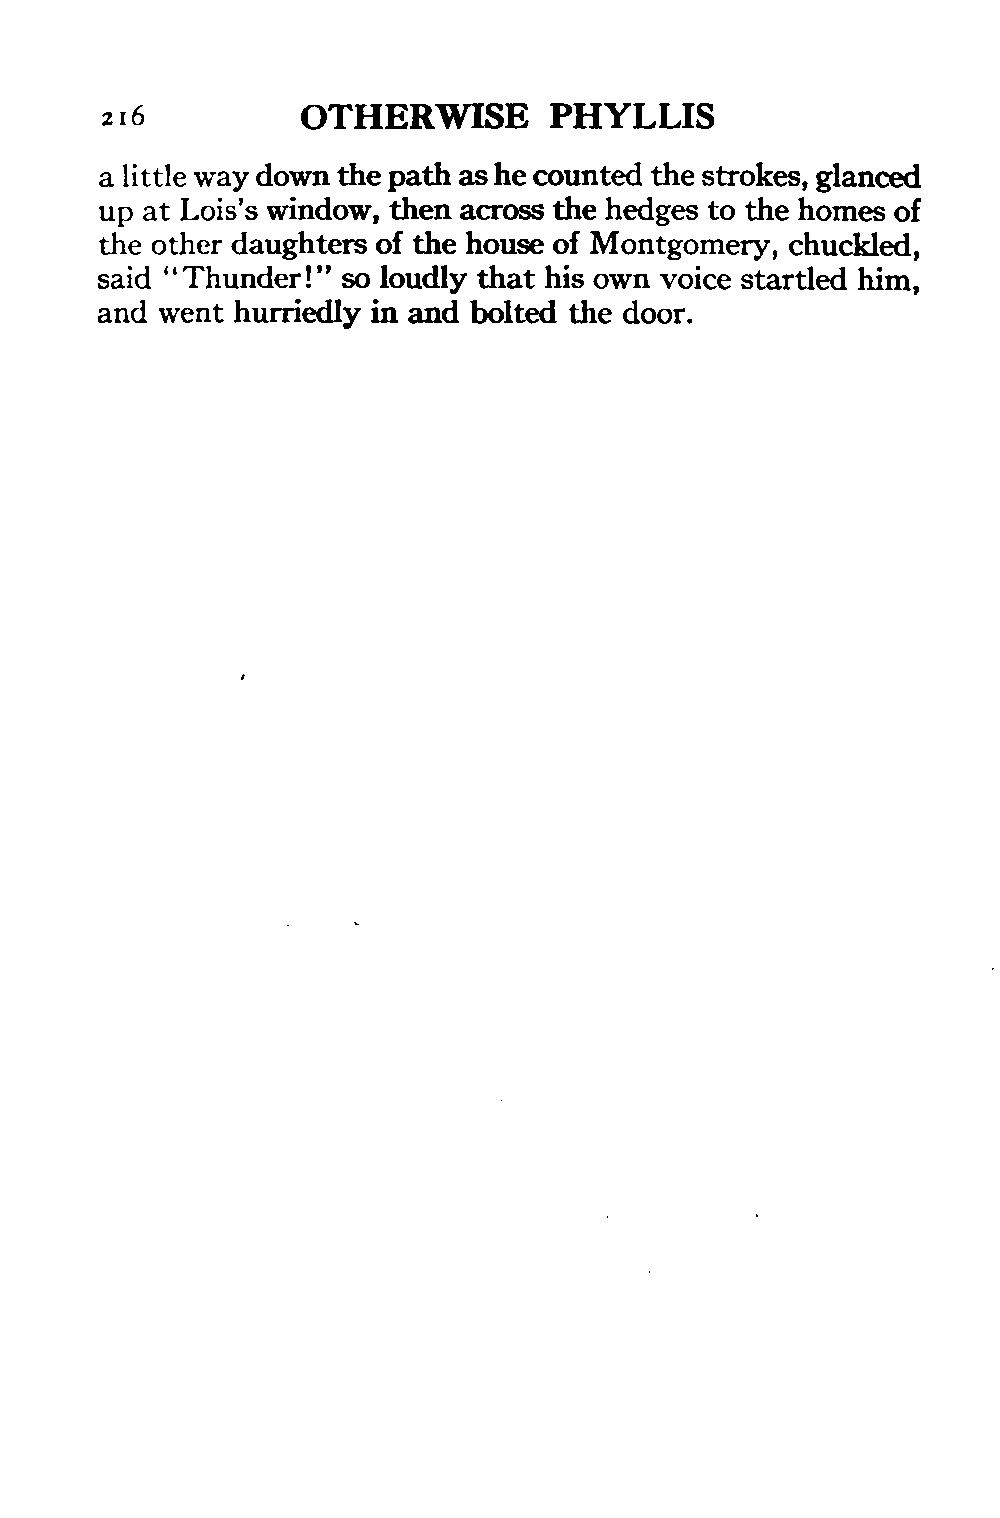 216 OTHERWISE PHYLLIS
a little way down the path as he counted the strokes, glanced
up at Lois's window, then across the hedges to the homes of
the other daughters of the house of Montgomery, chuckled,
said "Thunder!" so loudly that his own voice startled him,
and went hurriedly in and bolted the door.